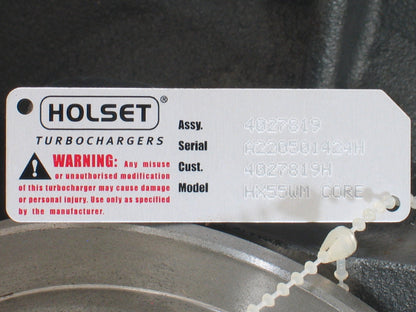 HOLSET®
TURBOCHARGERS
WARNING: Any misuse
or unauthorised modification
of this turbocharger may cause damage
or personal injury. Use only as specified
by the manufacturer.
Assy. 4027819
Serial A220501424H
Cust. 4027819H
Model HX55WM CORE